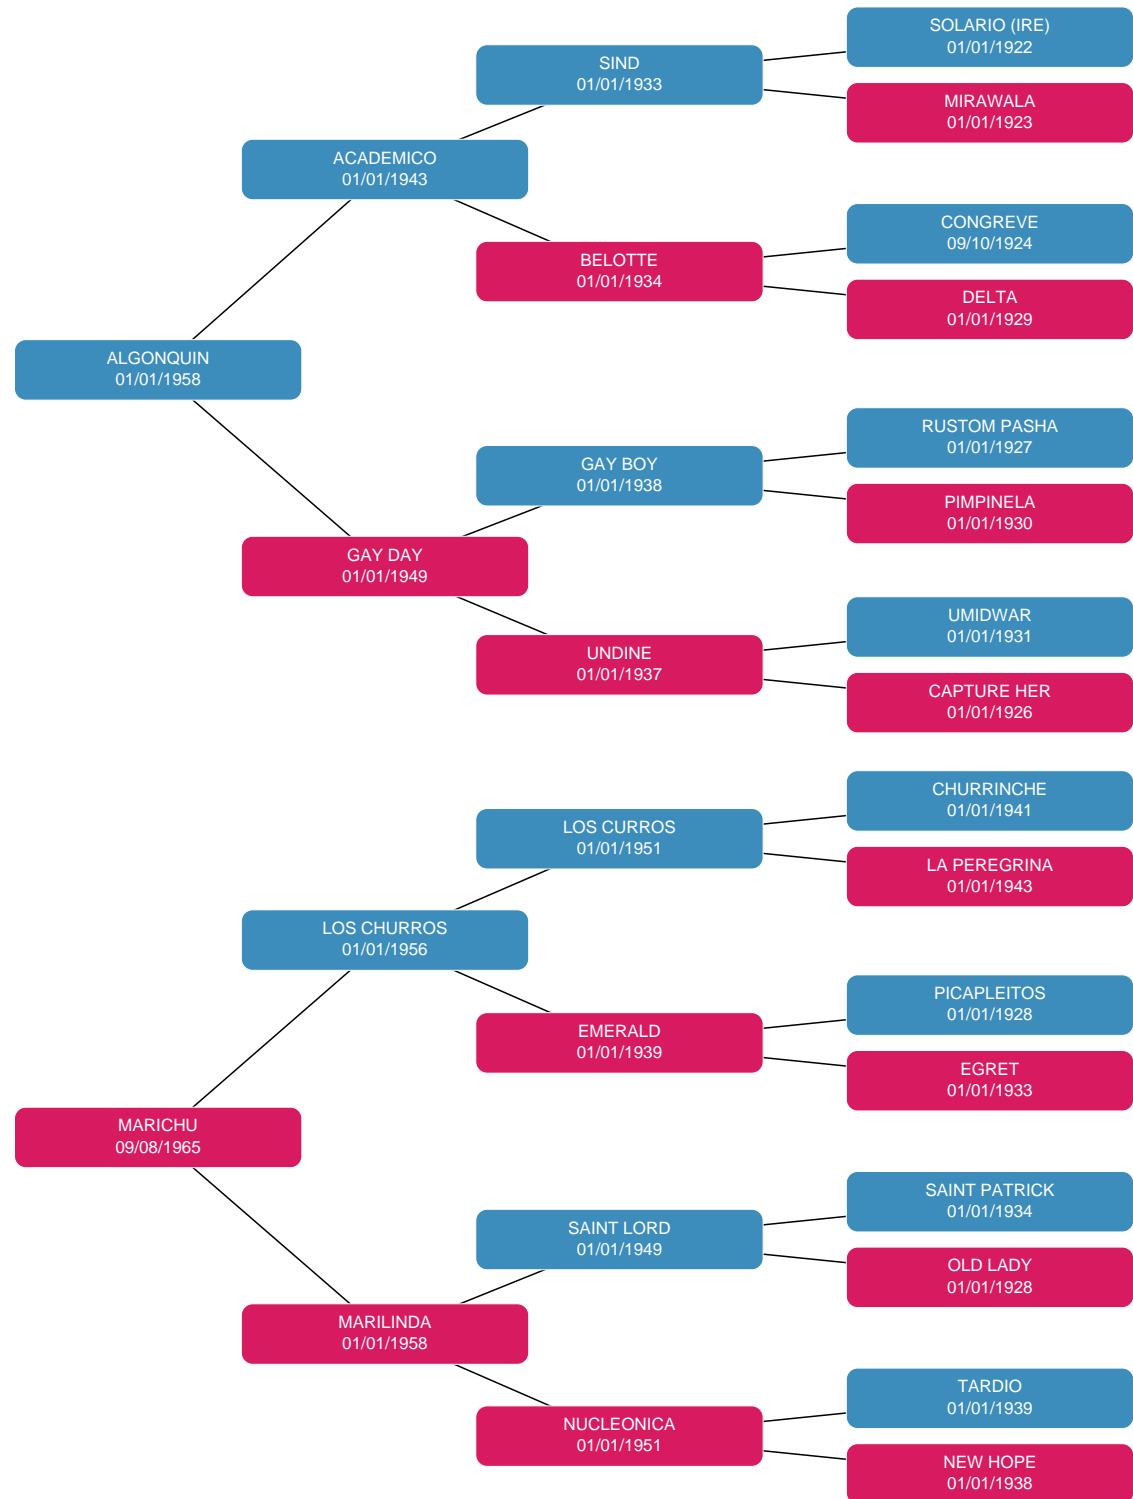 SOLARIO (IRE)
01/01/1922
SIND
01/01/1933
MIRAWALA
01/01/1923
ACADEMICO
01/01/1943
CONGREVE
09/10/1924
BELOTTE
01/01/1934
DELTA
01/01/1929
ALGONQUIN
01/01/1958
RUSTOM PASHA
01/01/1927
GAY BOY
01/01/1938
PIMPINELA
01/01/1930
GAY DAY
01/01/1949
UMIDWAR
01/01/1931
UNDINE
01/01/1937
CAPTURE HER
01/01/1926
CHURRINCHE
01/01/1941
LOS CURROS
01/01/1951
LA PEREGRINA
01/01/1943
LOS CHURROS
01/01/1956
PICAPLEITOS
01/01/1928
EMERALD
01/01/1939
EGRET
01/01/1933
MARICHU
09/08/1965
SAINT PATRICK
01/01/1934
SAINT LORD
01/01/1949
OLD LADY
01/01/1928
MARILINDA
01/01/1958
TARDIO
01/01/1939
NUCLEONICA
01/01/1951
NEW HOPE
01/01/1938